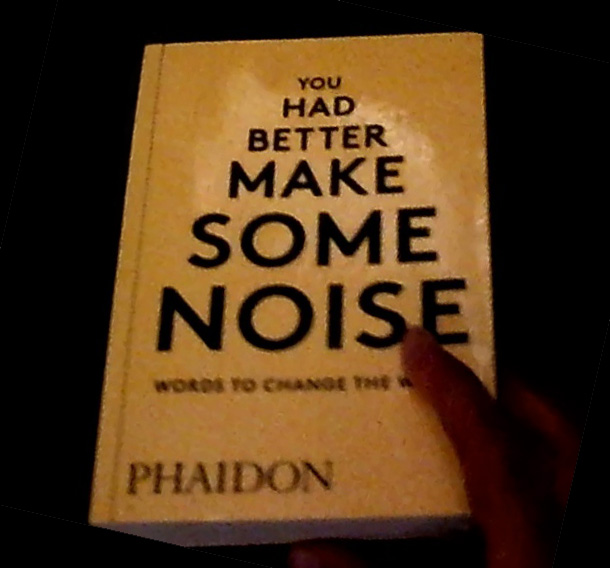 YOU
HAD
BETTER
MAKE
SOME
NOISE
WORDS TO CHANGE THE
PHAIDON